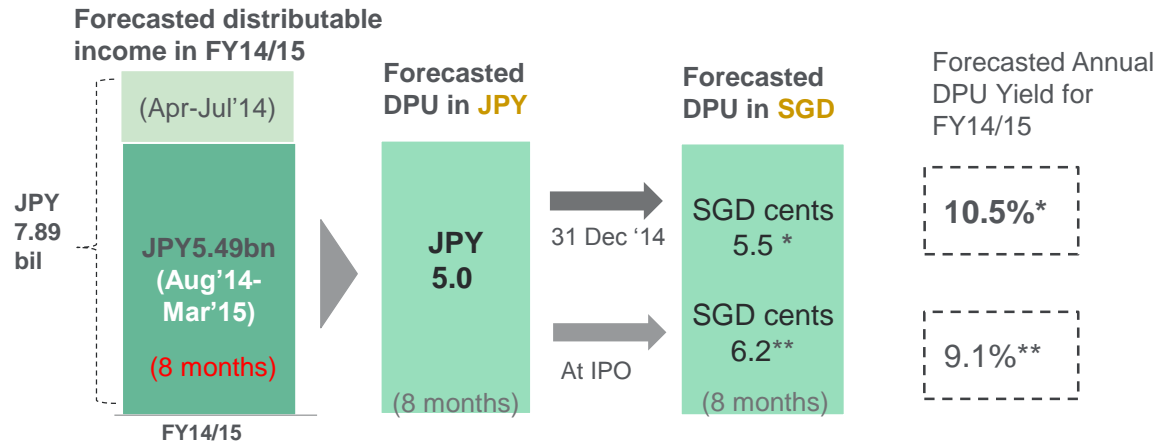 Forecasted distributable
income in FY14/15
(Apr-Jul'14)
JPY
7.89
bil
JPY5.49bn
(Aug'14-
Mar'15)
(8 months)
FY14/15
Forecasted
DPU in JPY
JPY
5.0
(8 months)
31 Dec ‘14
At IPO
Forecasted
DPU in SGD
SGD cents
5.5 *
SGD cents
6.2**
(8 months)
Forecasted Annual
DPU Yield for
FY14/15
10.5%*
9.1%**